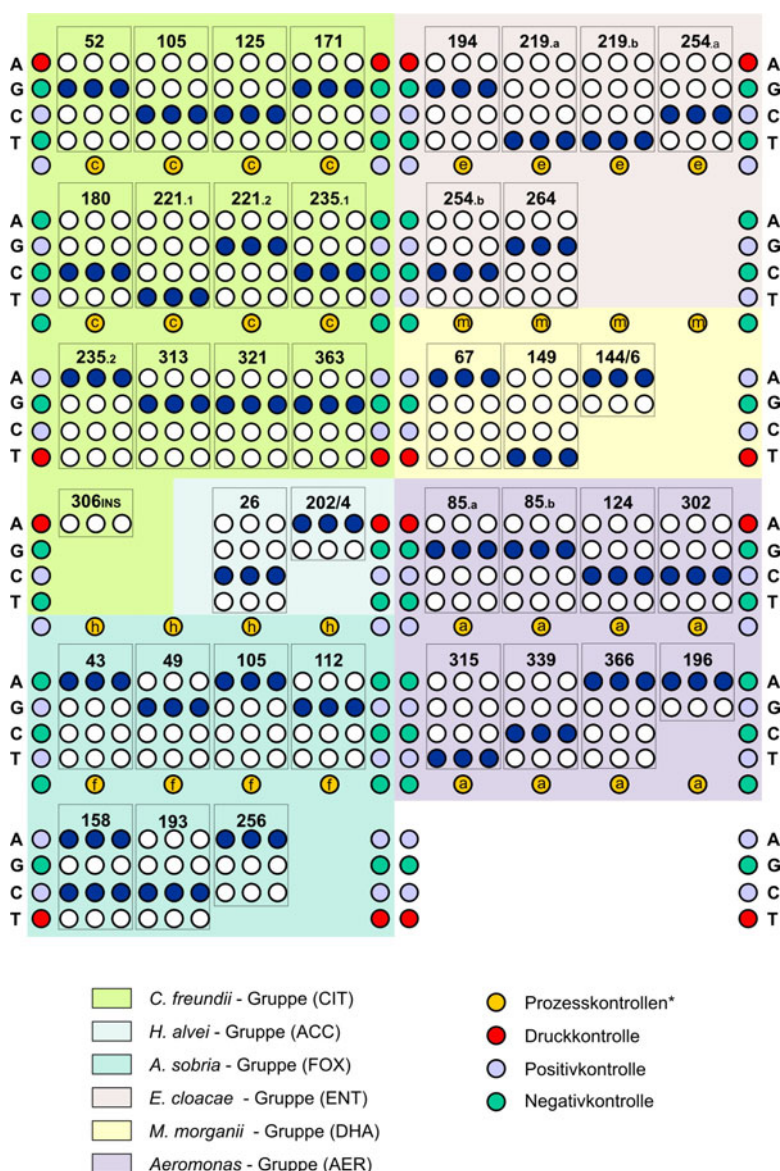 52 105 125 171 194 219.a 219.b 254.a
A A
G G
C C
T T
c c c c e e e e
180 221.1 221.2 235.1 254.b 264
A A
G G
C C
T T
c c c c m m m m
235.2 313 321 363 67 149 144/6
A A
G G
C C
T T
306INS 26 202/4 85.a 85.b 124 302
A A
G G
C C
T T
h h h h a a a a
43 49 105 112 315 339 366 196
A A
G G
C C
T T
f f f f a a a a
158 193 256
A A
G G
C C
T T
C. freundii - Gruppe (CIT)
H. alvei - Gruppe (ACC)
A. sobria - Gruppe (FOX)
E. cloacae - Gruppe (ENT)
M. morganii - Gruppe (DHA)
Aeromonas - Gruppe (AER)
Prozesskontrollen*
Druckkontrolle
Positivkontrolle
Negativkontrolle